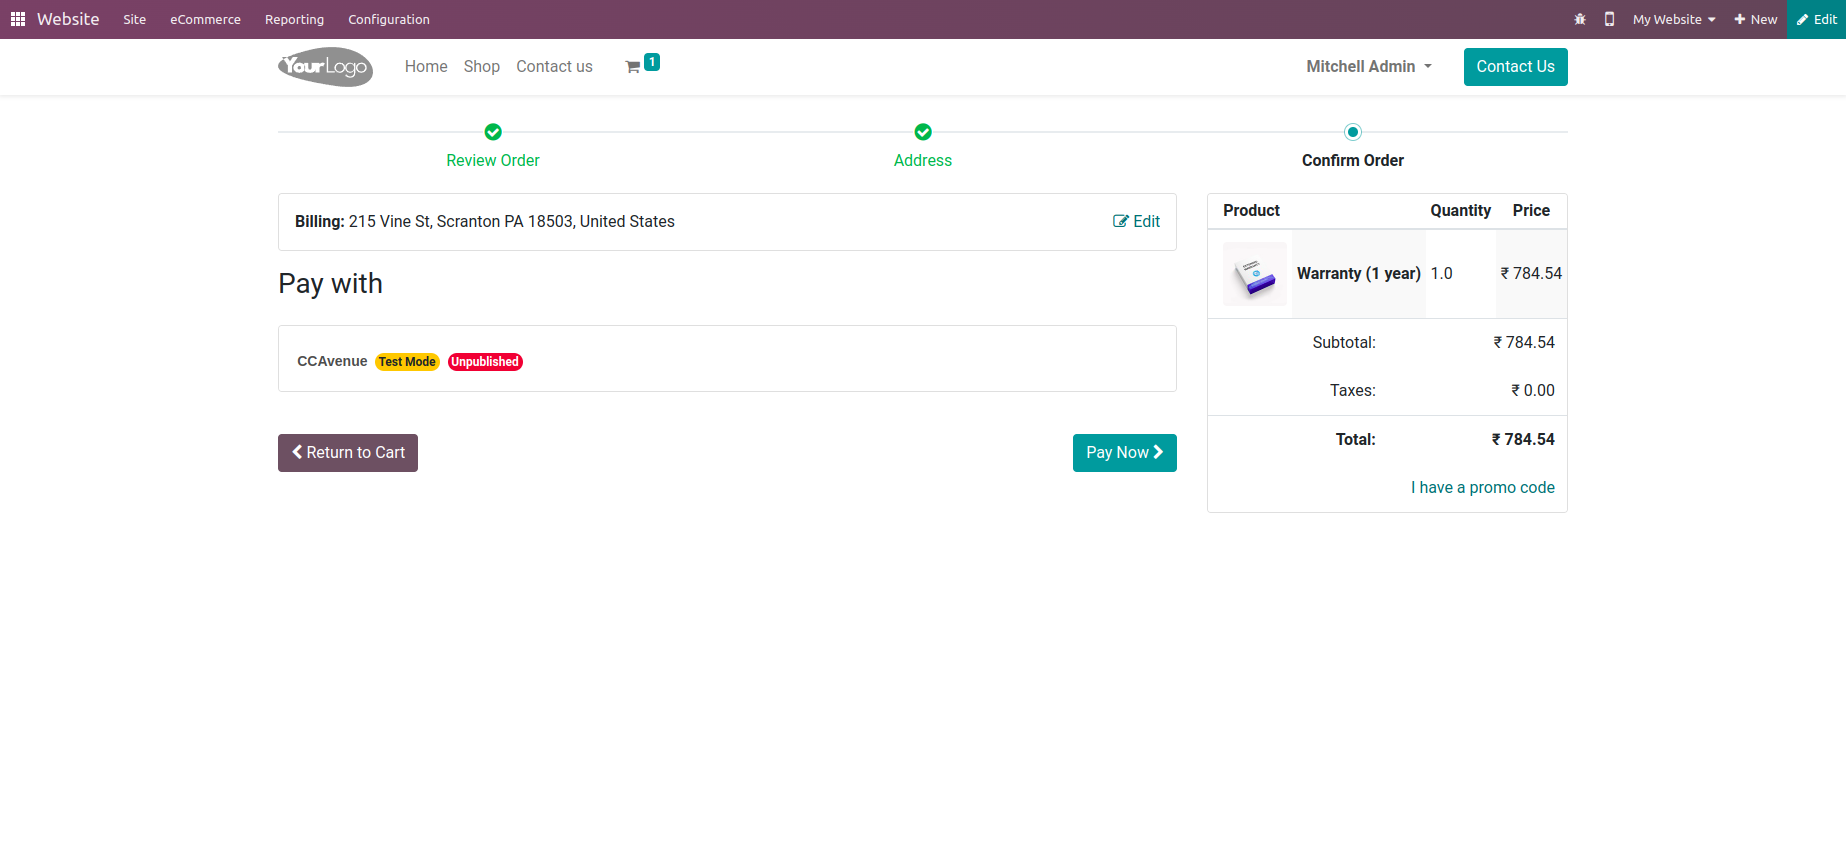 Website Site eCommerce Reporting Configuration My Website New Edit
YourLogo Home Shop Contact us 1 Mitchell Admin Contact Us
Review Order Address Confirm Order
Billing: 215 Vine St, Scranton PA 18503, United States Edit
Pay with
CCAvenue Test Mode Unpublished
Return to Cart Pay Now
Product Quantity Price
Warranty (1 year) 1.0 ₹ 784.54
Subtotal: ₹ 784.54
Taxes: ₹ 0.00
Total: ₹ 784.54
I have a promo code